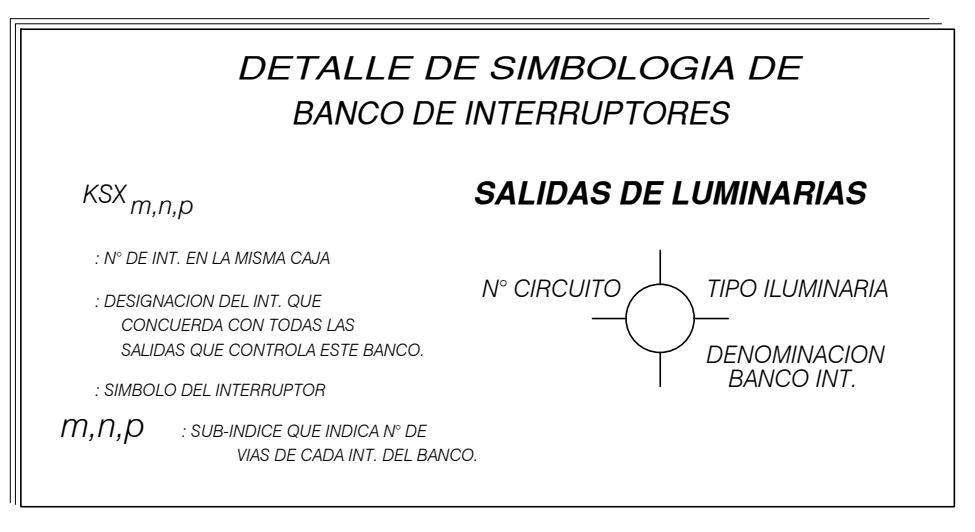 DETALLE DE SIMBOLOGIA DE
BANCO DE INTERRUPTORES
KSX m,n,p
: N° DE INT. EN LA MISMA CAJA
: DESIGNACION DEL INT. QUE
CONCUERDA CON TODAS LAS
SALIDAS QUE CONTROLA ESTE BANCO.
: SIMBOLO DEL INTERRUPTOR
m,n,p : SUB-INDICE QUE INDICA N° DE
VIAS DE CADA INT. DEL BANCO.
SALIDAS DE LUMINARIAS
N° CIRCUITO
TIPO ILUMINARIA
DENOMINACION
BANCO INT.